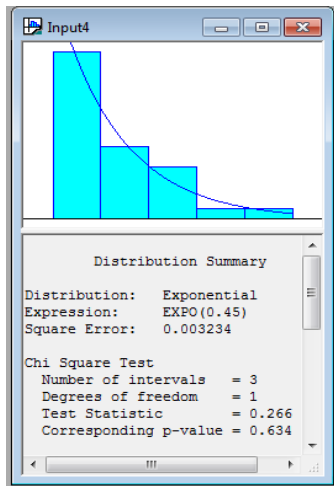 Input4
Distribution Summary
Distribution: Exponential
Expression: EXPO(0.45)
Square Error: 0.003234
Chi Square Test
Number of intervals = 3
Degrees of freedom = 1
Test Statistic = 0.266
Corresponding p-value = 0.634